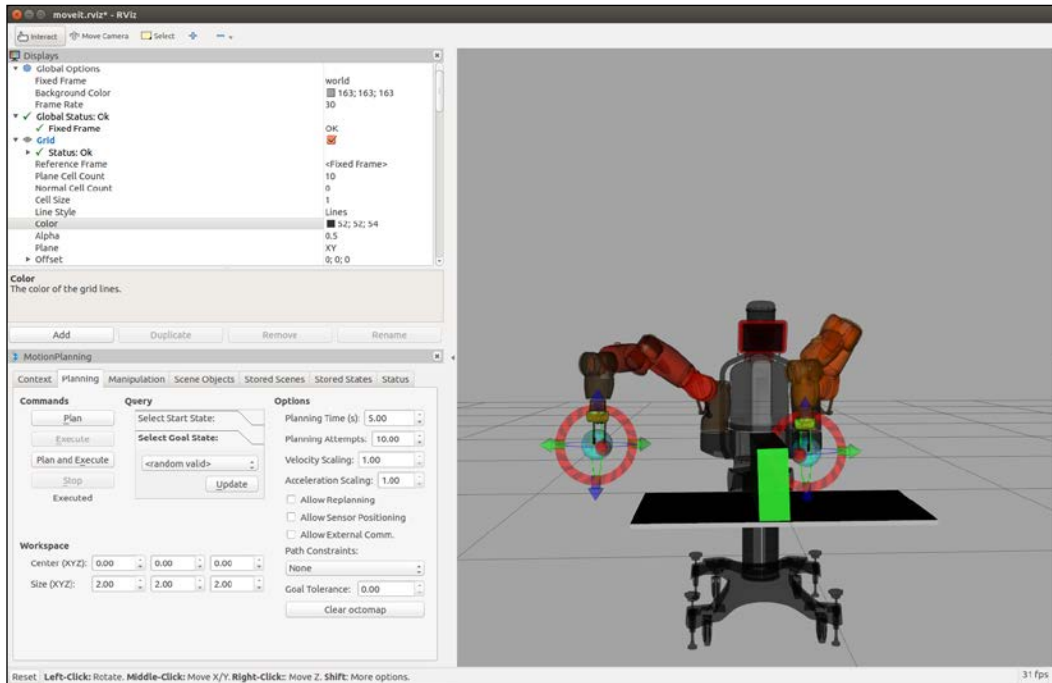 moveit.rviz* - RViz
Interact Move Camera Select
Displays
Global Options
Fixed Frame world
Background Color 163; 163; 163
Frame Rate 30
Global Status: Ok
Fixed Frame OK
Grid
Status: Ok
Reference Frame <Fixed Frame>
Plane Cell Count 10
Normal Cell Count 0
Cell Size 1
Line Style Lines
Color 52; 52; 54
Alpha 0.5
Plane XY
Offset 0; 0; 0
Color
The color of the grid lines.
Add Duplicate Remove Rename
MotionPlanning
Context Planning Manipulation Scene Objects Stored Scenes Stored States Status
Commands Query Options
Plan Select Start State: Planning Time (s): 5.00
Execute Select Goal State: Planning Attempts: 10.00
Plan and Execute <random valid> Velocity Scaling: 1.00
Stop Update Acceleration Scaling: 1.00
Executed Allow Replanning
Allow Sensor Positioning
Allow External Comm.
Workspace Path Constraints:
Center (XYZ): 0.00 0.00 0.00 None
Size (XYZ): 2.00 2.00 2.00 Goal Tolerance: 0.00
Clear octomap
Reset Left-Click: Rotate. Middle-Click: Move X/Y. Right-Click:: Move Z. Shift: More options. 31 fps